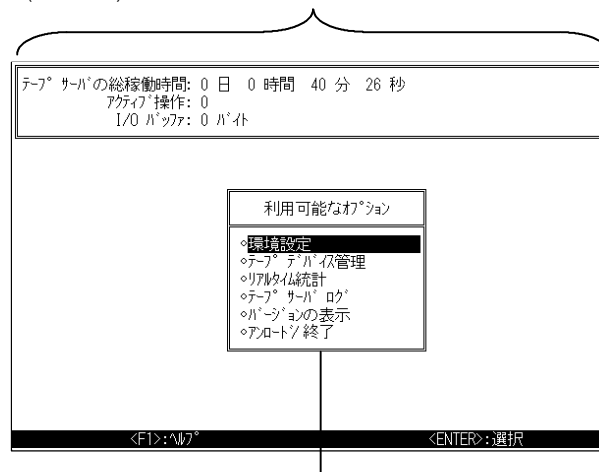 ﾃｰﾌﾟ ｻｰﾊﾞの総稼働時間: 0 日 0 時間 40 分 26 秒
ｱｸﾃｨﾌﾞ操作: 0
I/O ﾊﾞｯﾌｧ: 0 ﾊﾞｲﾄ
利用可能なｵﾌﾟｼｮﾝ
◇環境設定
◇ﾃｰﾌﾟ ﾃﾞﾊﾞｲｽ管理
◇ﾘｱﾙﾀｲﾑ統計
◇ﾃｰﾌﾟ ｻｰﾊﾞ ﾛｸﾞ
◇ﾊﾞｰｼﾞｮﾝの表示
◇ｱﾝﾛｰﾄﾞ/終了
<F1>:ﾍﾙﾌﾟ <ENTER>:選択